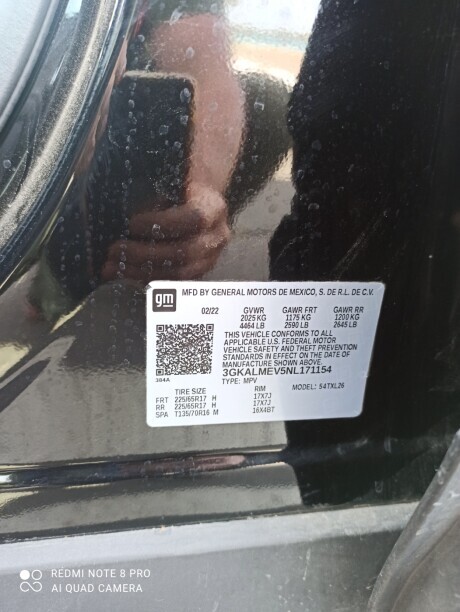 gm MFD BY GENERAL MOTORS DE MEXICO, S. DE R.L. DE C.V.
02/22 GVWR GAWR FRT GAWR RR
2025 KG 1175 KG 1200 KG
4464 LB 2590 LB 2645 LB
THIS VEHICLE CONFORMS TO ALL
APPLICABLE U.S. FEDERAL MOTOR
VEHICLE SAFETY, BUMPER, AND THEFT PREVENTION
STANDARDS IN EFFECT ON THE DATE OF
MANUFACTURE SHOWN ABOVE.
3GKALMEV5NL171154
384A TYPE: MPV MODEL: 54TXL26
TIRE SIZE RIM
FRT 225/65R17 H 17X7J
RR 225/65R17 H 17X7J
SPA T135/70R16 M 16X4BT
REDMI NOTE 8 PRO
AI QUAD CAMERA